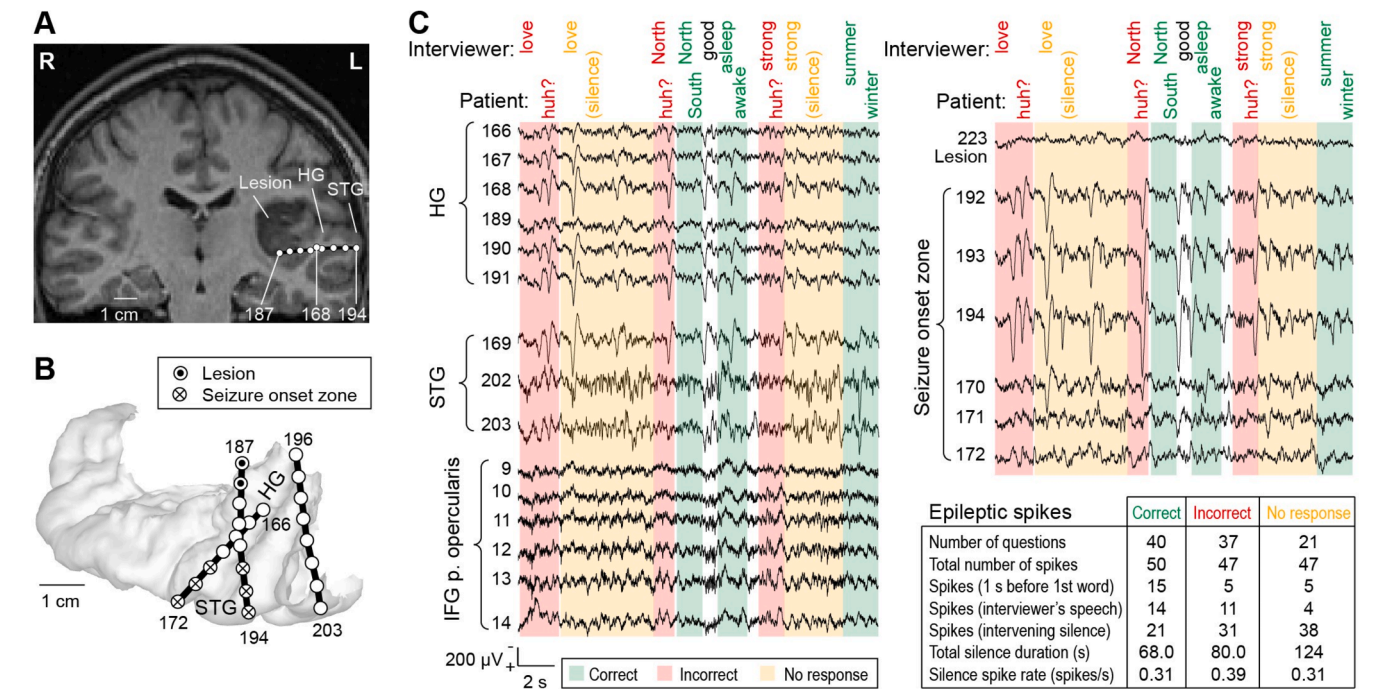 A
R
L
Lesion
HG
STG
1 cm
187 168 194
B
Lesion
Seizure onset zone
187
196
HG
166
STG
172
194
203
1 cm
C
Interviewer: love love North North good asleep strong strong summer
Patient: huh? (silence) huh? South awake huh? (silence) winter
HG
166
167
168
189
190
191
STG
169
202
203
IFG p. opercularis
9
10
11
12
13
14
200 µV - +
2 s
Correct Incorrect No response
Interviewer: love love North North good asleep strong strong summer
Patient: huh? (silence) huh? South awake huh? (silence) winter
223
Lesion
Seizure onset zone
192
193
194
170
171
172
Epileptic spikes Correct Incorrect No response
Number of questions 40 37 21
Total number of spikes 50 47 47
Spikes (1 s before 1st word) 15 5 5
Spikes (interviewer's speech) 14 11 4
Spikes (intervening silence) 21 31 38
Total silence duration (s) 68.0 80.0 124
Silence spike rate (spikes/s) 0.31 0.39 0.31